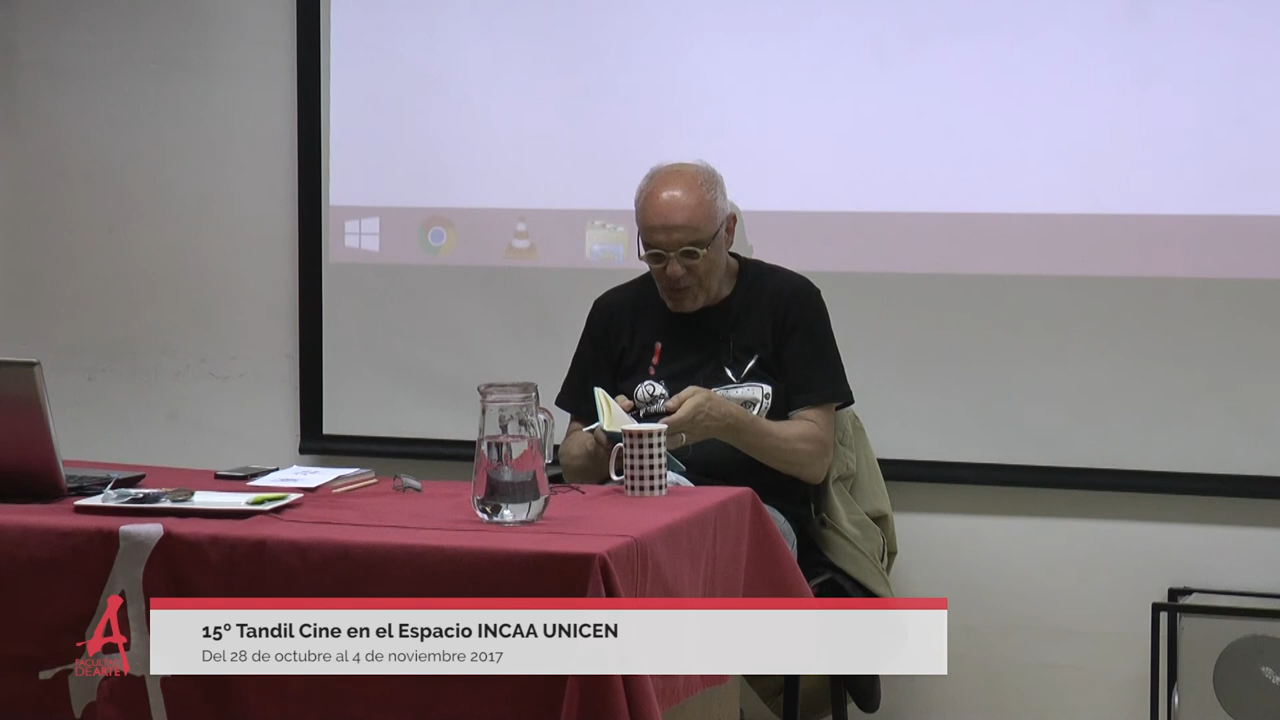 15º Tandil Cine en el Espacio INCAA UNICEN
Del 28 de octubre al 4 de noviembre 2017
FACULTAD
DE ARTE